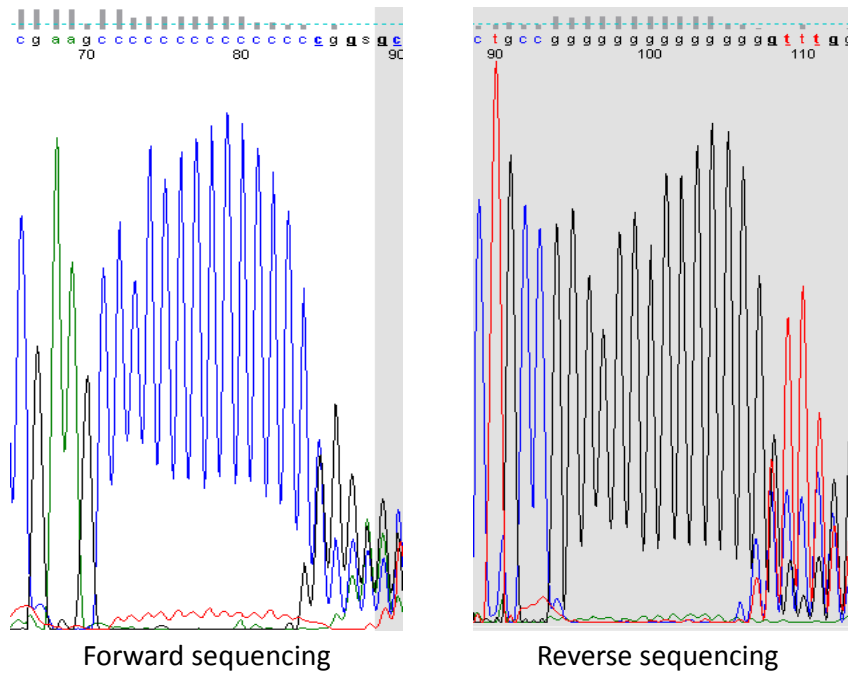 c g a a g c c c c c c c c c c c c c c c g g s g c
70 80 90
c t g c c g g g g g g g g g g g g g g g t t t g
90 100 110
Forward sequencing
Reverse sequencing